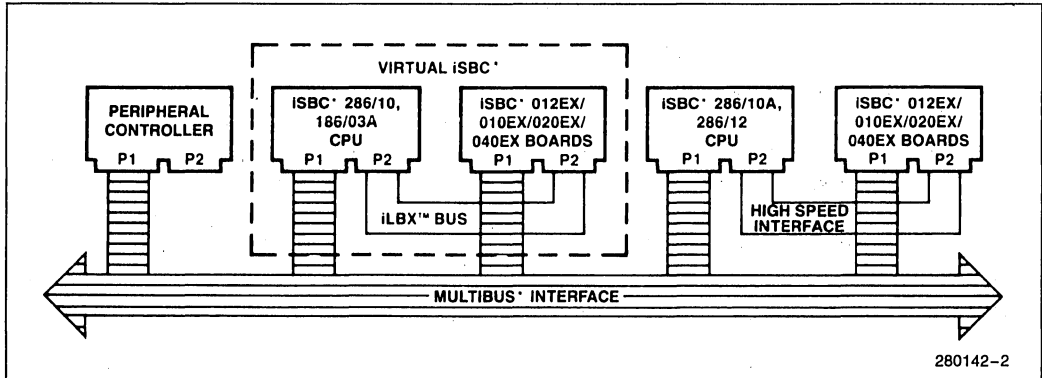 VIRTUAL iSBC*
PERIPHERAL
CONTROLLER
P1 P2
iSBC* 286/10,
186/03A
CPU
P1 P2
iSBC* 012EX/
010EX/020EX/
040EX BOARDS
P1 P2
iSBC* 286/10A,
286/12
CPU
P1 P2
iSBC* 012EX/
010EX/020EX/
040EX BOARDS
P1 P2
iLBX™ BUS
HIGH SPEED
INTERFACE
MULTIBUS* INTERFACE
280142–2